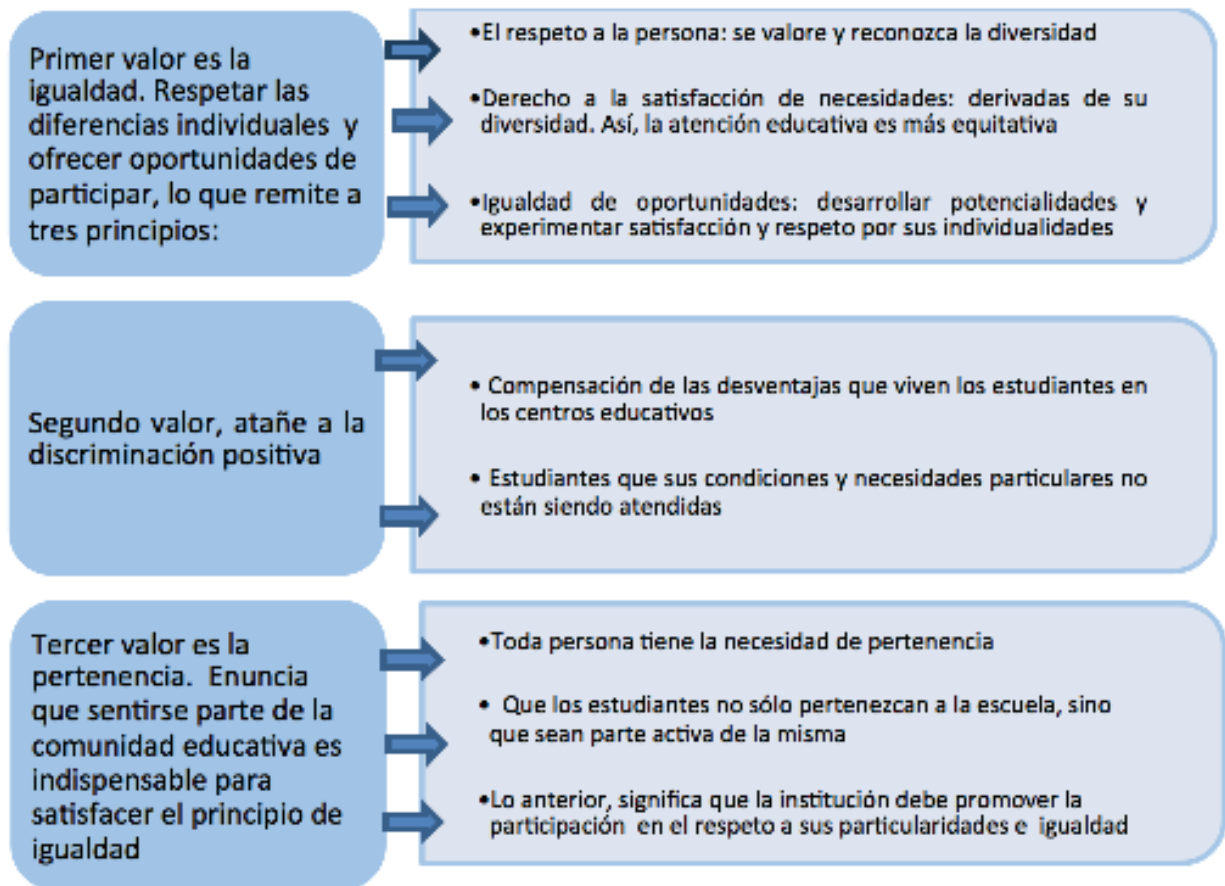 Primer valor es la
igualdad. Respetar las
diferencias individuales y
ofrecer oportunidades de
participar, lo que remite a
tres principios:
•El respeto a la persona: se valore y reconozca la diversidad
•Derecho a la satisfacción de necesidades: derivadas de su
diversidad. Así, la atención educativa es más equitativa
•Igualdad de oportunidades: desarrollar potencialidades y
experimentar satisfacción y respeto por sus individualidades
Segundo valor, atañe a la
discriminación positiva
• Compensación de las desventajas que viven los estudiantes en
los centros educativos
• Estudiantes que sus condiciones y necesidades particulares no
están siendo atendidas
Tercer valor es la
pertenencia. Enuncia
que sentirse parte de la
comunidad educativa es
indispensable para
satisfacer el principio de
igualdad
•Toda persona tiene la necesidad de pertenencia
• Que los estudiantes no sólo pertenezcan a la escuela, sino
que sean parte activa de la misma
•Lo anterior, significa que la institución debe promover la
participación en el respeto a sus particularidades e igualdad